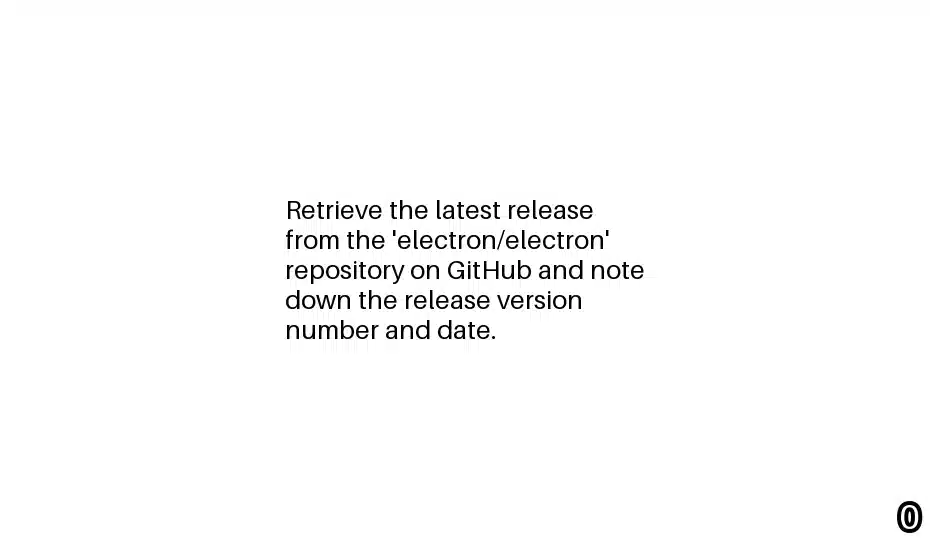 Retrieve the latest release
from the 'electron/electron'
repository on GitHub and note
down the release version
number and date.
0